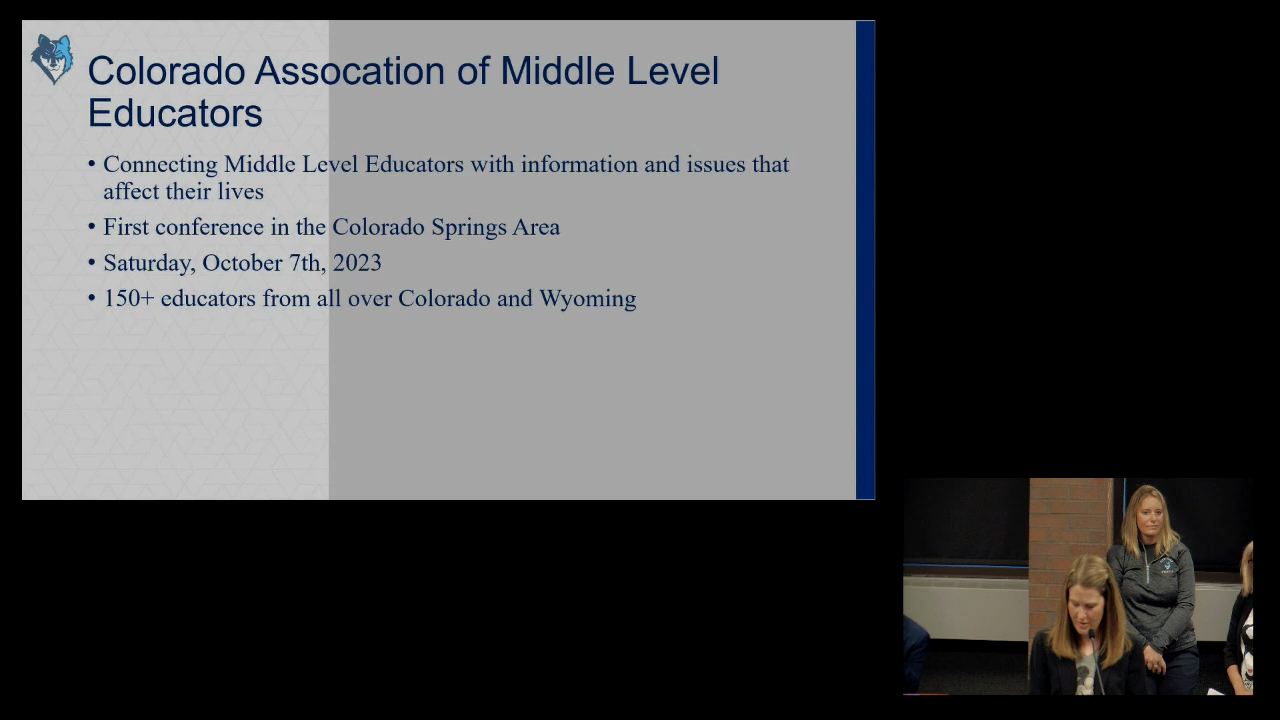 Colorado Assocation of Middle Level
Educators
• Connecting Middle Level Educators with information and issues that
affect their lives
• First conference in the Colorado Springs Area
• Saturday, October 7th, 2023
• 150+ educators from all over Colorado and Wyoming